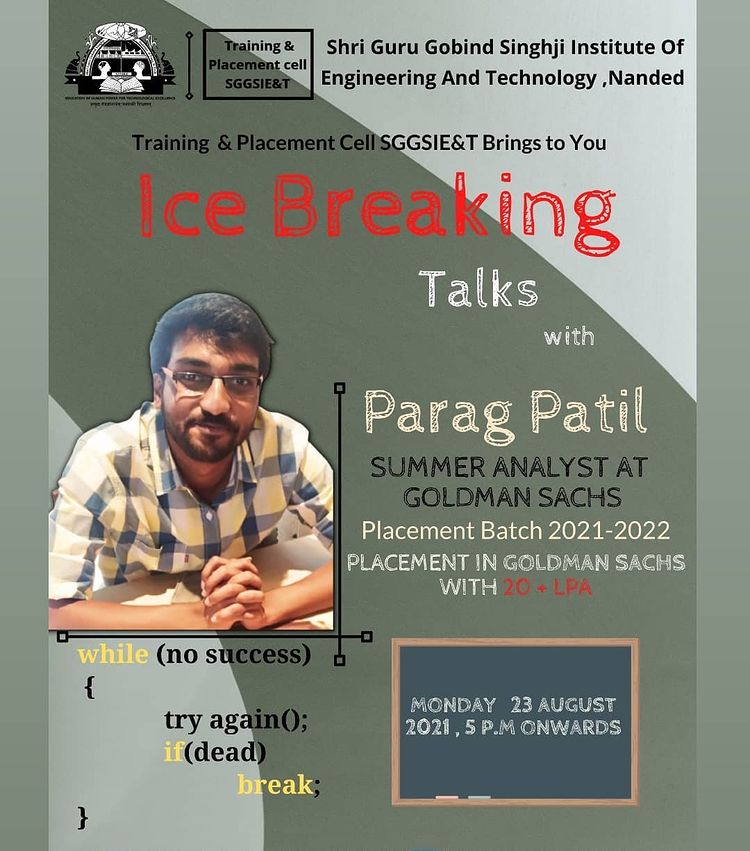 Training &
Placement cell
SGGSIE&T
Shri Guru Gobind Singhji Institute Of
Engineering And Technology ,Nanded
Training & Placement Cell SGGSIE&T Brings to You
Ice Breaking
Talks
with
Parag Patil
SUMMER ANALYST AT
GOLDMAN SACHS
Placement Batch 2021-2022
PLACEMENT IN GOLDMAN SACHS
WITH 20 + LPA
while (no success)
{
try again();
if(dead)
break;
}
MONDAY 23 AUGUST
2021 , 5 P.M ONWARDS